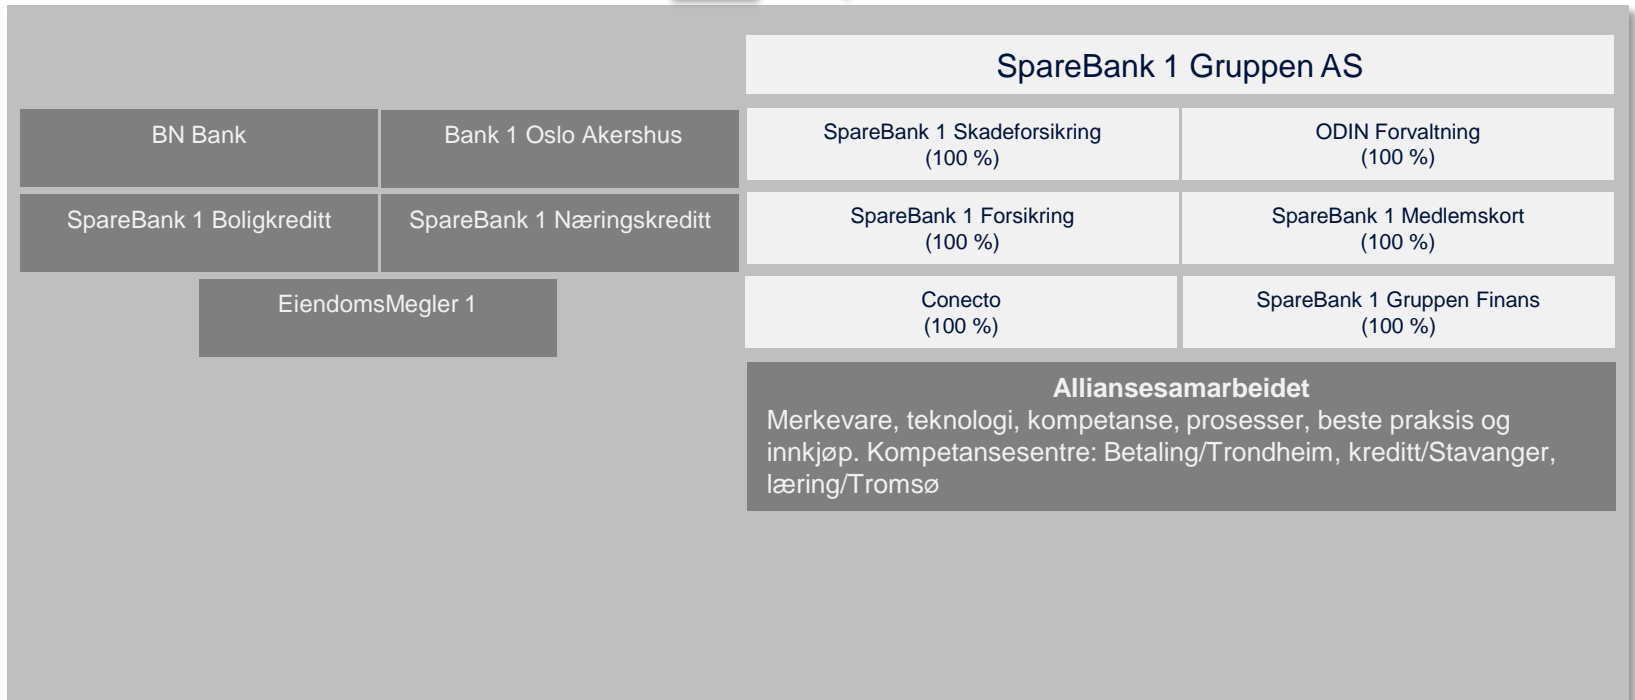 SpareBank 1 Gruppen AS
BN Bank
Bank 1 Oslo Akershus
SpareBank 1 Skadeforsikring
(100 %)
ODIN Forvaltning
(100 %)
SpareBank 1 Boligkreditt
SpareBank 1 Næringskreditt
SpareBank 1 Forsikring
(100 %)
SpareBank 1 Medlemskort
(100 %)
EiendomsMegler 1
Conecto
(100 %)
SpareBank 1 Gruppen Finans
(100 %)
Alliansesamarbeidet
Merkevare, teknologi, kompetanse, prosesser, beste praksis og
innkjøp. Kompetansesentre: Betaling/Trondheim, kreditt/Stavanger,
læring/Tromsø